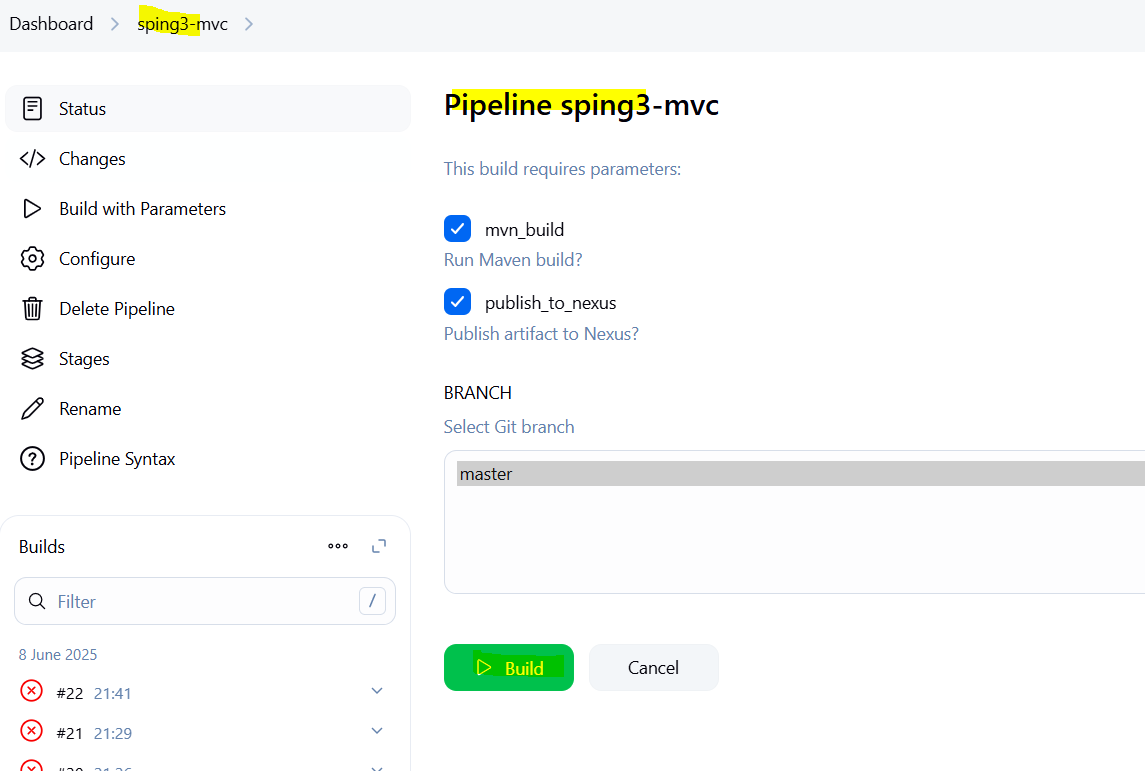 Dashboard
sping3-mvc
Status
Changes
Build with Parameters
Configure
Delete Pipeline
Stages
Rename
Pipeline Syntax
Builds
Filter
/
8 June 2025
#22 21:41
#21 21:29
Pipeline sping3-mvc
This build requires parameters:
mvn_build
Run Maven build?
publish_to_nexus
Publish artifact to Nexus?
BRANCH
Select Git branch
master
Build
Cancel